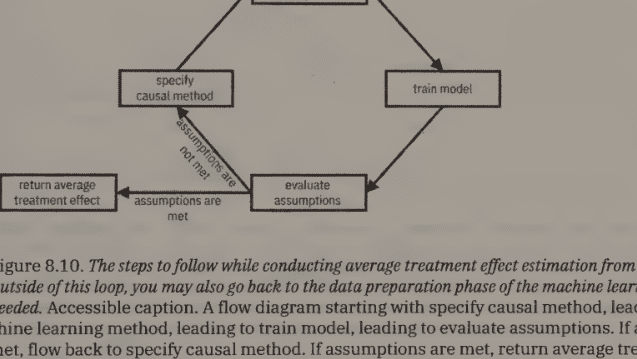 specify
causal method
train model
assumptions are
not met
return average
treatment effect
assumptions are
met
evaluate
assumptions
igure 8.10. The steps to follow while conducting average treatment effect estimation from
utside of this loop, you may also go back to the data preparation phase of the machine lear
eeded. Accessible caption. A flow diagram starting with specify causal method, lead
hine learning method, leading to train model, leading to evaluate assumptions. If a
net, flow back to specify causal method. If assumptions are met, return average tre